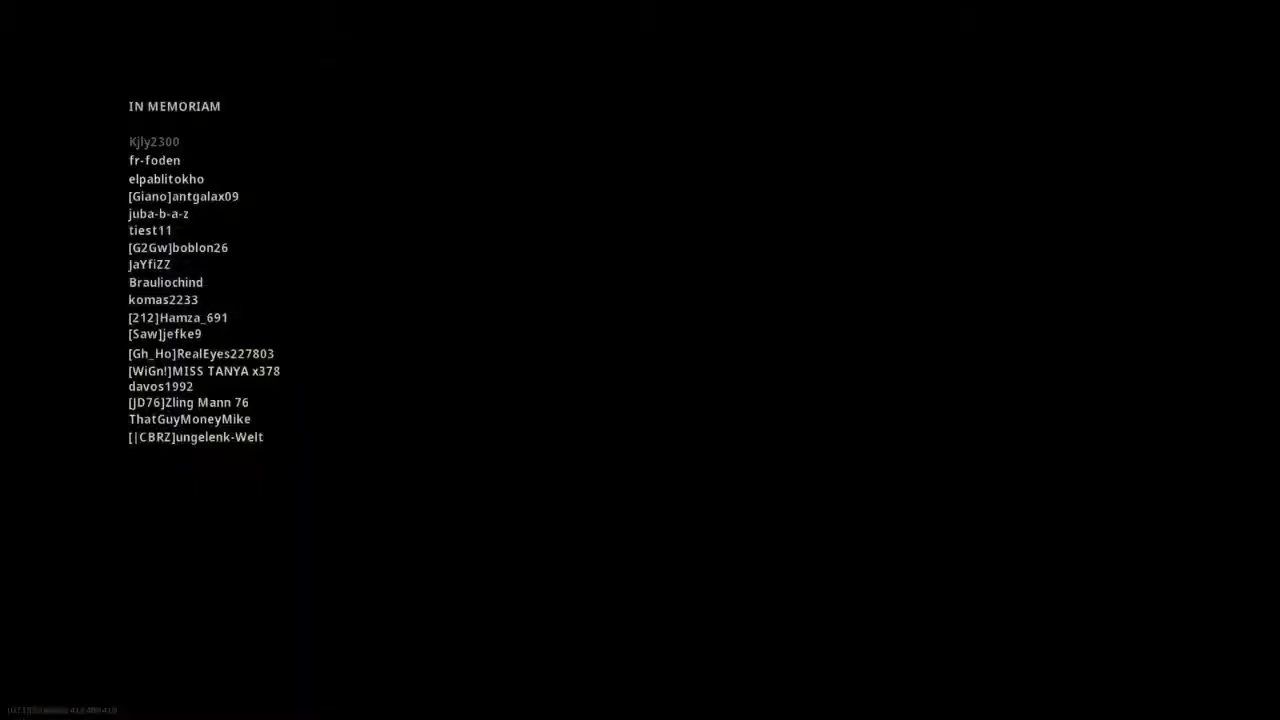 IN MEMORIAM
Kjly2300
fr-foden
elpablitokho
[Giano]antgalax09
juba-b-a-z
tiest11
[G2Gw]boblon26
JaYfiZZ
Brauliochind
komas2233
[212]Hamza_691
[Saw]jefke9
[Gh_Ho]RealEyes227803
[WiGn!]MISS TANYA x378
davos1992
[JD76]Zling Mann 76
ThatGuyMoneyMike
[|CBRZ]ungelenk-Welt